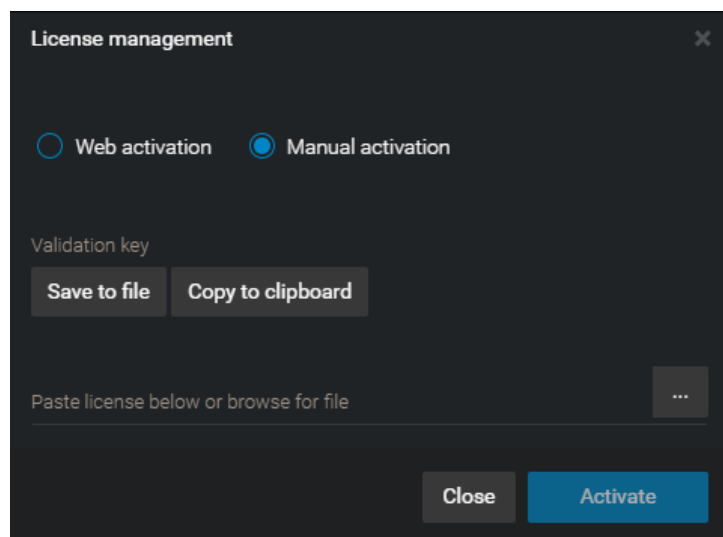 License management
Web activation Manual activation
Validation key
Save to file Copy to clipboard
...
Paste license below or browse for file
Close Activate